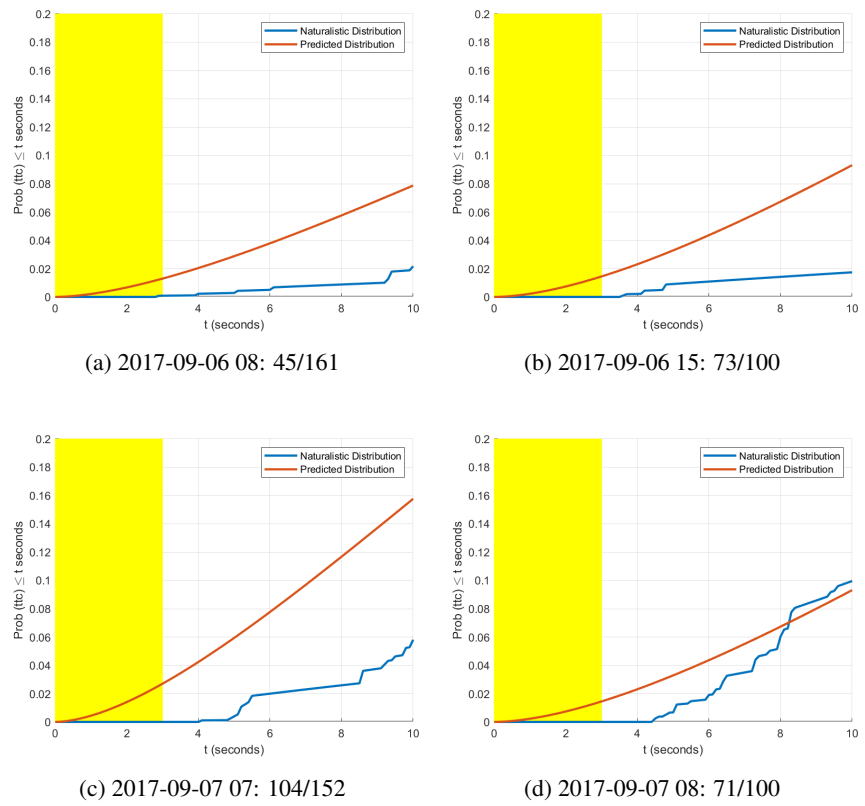 0.2
0.18
0.16
0.14
0.12
0.1
0.08
0.06
0.04
0.02
0
Prob (ttc) ≤ t seconds
Naturalistic Distribution
Predicted Distribution
0 2 4 6 8 10
t (seconds)
(a) 2017-09-06 08: 45/161
0.2
0.18
0.16
0.14
0.12
0.1
0.08
0.06
0.04
0.02
0
Prob (ttc) ≤ t seconds
Naturalistic Distribution
Predicted Distribution
0 2 4 6 8 10
t (seconds)
(b) 2017-09-06 15: 73/100
0.2
0.18
0.16
0.14
0.12
0.1
0.08
0.06
0.04
0.02
0
Prob (ttc) ≤ t seconds
Naturalistic Distribution
Predicted Distribution
0 2 4 6 8 10
t (seconds)
(c) 2017-09-07 07: 104/152
0.2
0.18
0.16
0.14
0.12
0.1
0.08
0.06
0.04
0.02
0
Prob (ttc) ≤ t seconds
Naturalistic Distribution
Predicted Distribution
0 2 4 6 8 10
t (seconds)
(d) 2017-09-07 08: 71/100